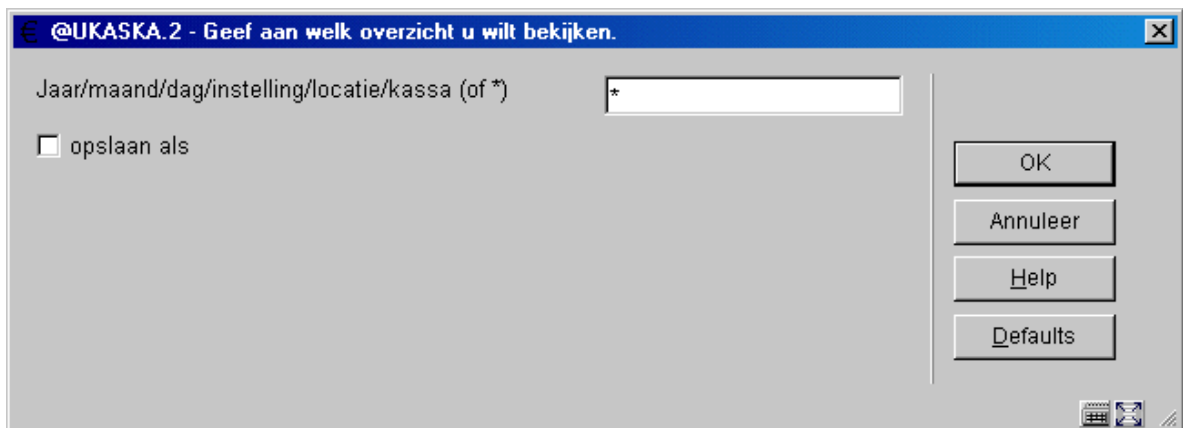 € @UKASKA.2 - Geef aan welk overzicht u wilt bekijken.
Jaar/maand/dag/instelling/locatie/kassa (of *)
*
opslaan als
OK
Annuleer
Help
Defaults